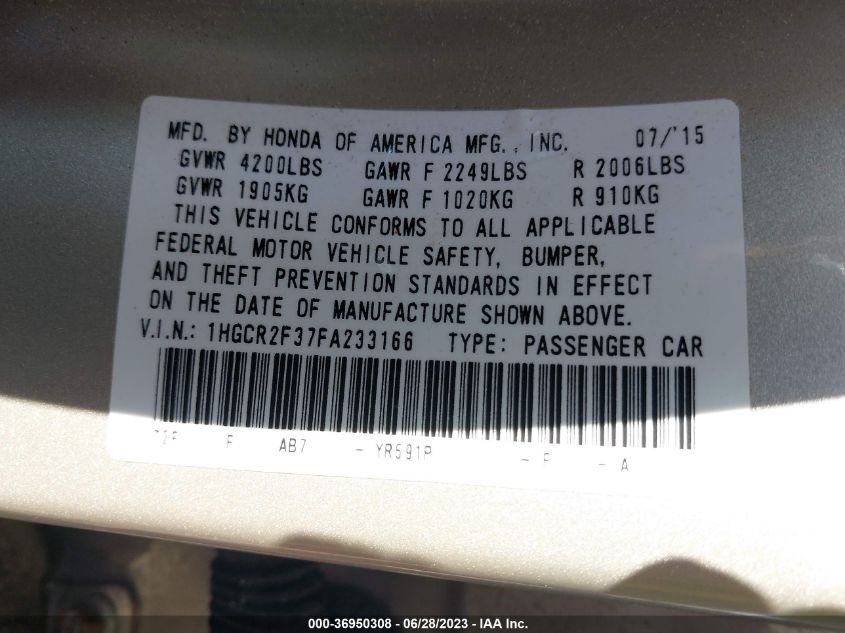 MFD. BY HONDA OF AMERICA MFG., INC. 07/'15
GVWR 4200LBS GAWR F 2249LBS R 2006LBS
GVWR 1905KG GAWR F 1020KG R 910KG
THIS VEHICLE CONFORMS TO ALL APPLICABLE
FEDERAL MOTOR VEHICLE SAFETY, BUMPER,
AND THEFT PREVENTION STANDARDS IN EFFECT
ON THE DATE OF MANUFACTURE SHOWN ABOVE.
V.I.N.: 1HGCR2F37FA233166 TYPE: PASSENGER CAR
F AB7 - YR591P - F - A
000-36950308 - 06/28/2023 - IAA Inc.